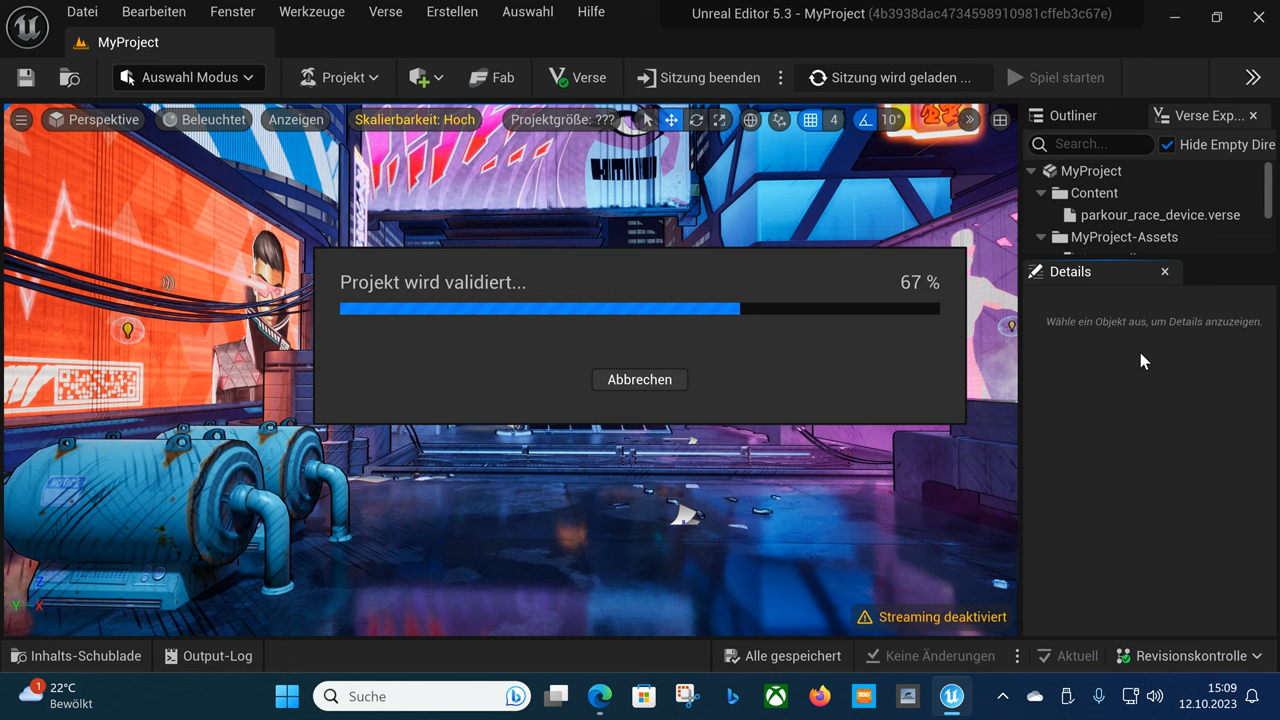 Datei Bearbeiten Fenster Werkzeuge Verse Erstellen Auswahl Hilfe
Unreal Editor 5.3 - MyProject (4b3938dac4734598910981cffeb3c67e)
MyProject
Auswahl Modus Projekt Fab Verse Sitzung beenden Sitzung wird geladen ... Spiel starten
Perspektive Beleuchtet Anzeigen Skalierbarkeit: Hoch Projektgröße: ??? 4 10°
Outliner Verse Exp...
Search... Hide Empty Dire
MyProject
Content
parkour_race_device.verse
MyProject-Assets
Details
Wähle ein Objekt aus, um Details anzuzeigen.
Projekt wird validiert... 67 %
Abbrechen
NOTICE
Z
Y X
Streaming deaktiviert
Inhalts-Schublade Output-Log Alle gespeichert Keine Änderungen Aktuell Revisionskontrolle
1
22°C
Bewölkt
Suche
15:09
12.10.2023